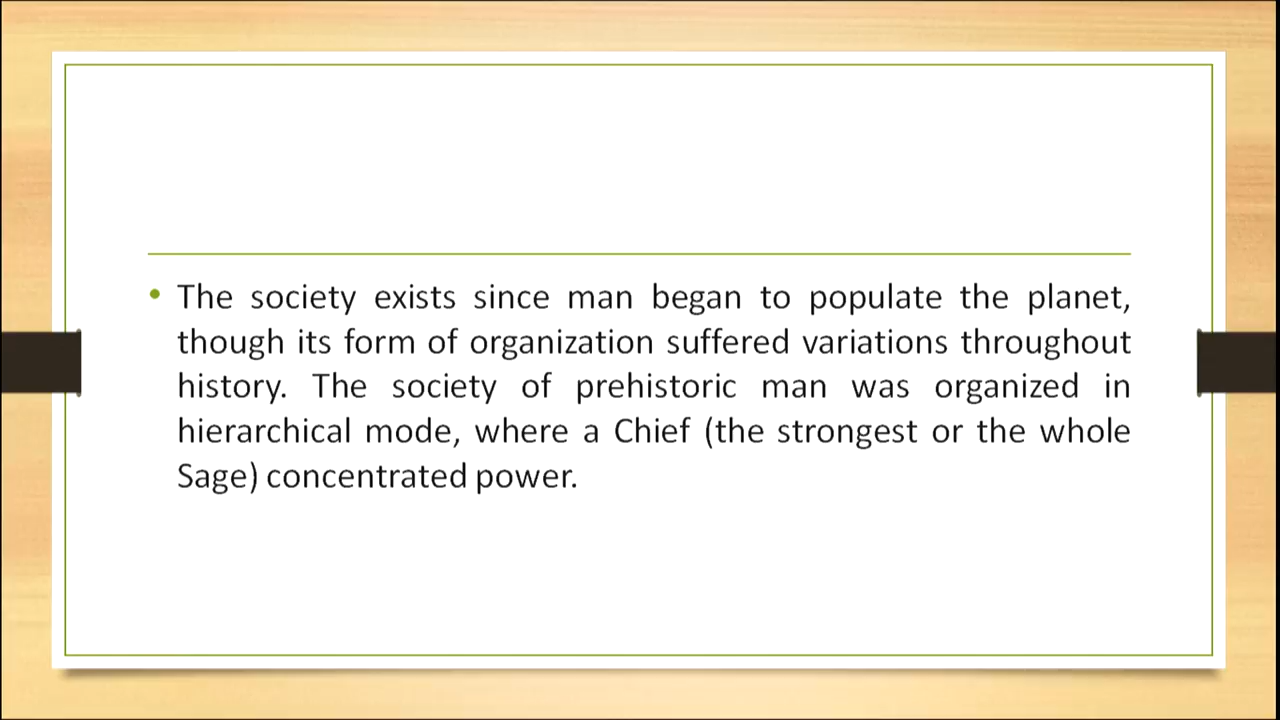 • The society exists since man began to populate the planet,
though its form of organization suffered variations throughout
history. The society of prehistoric man was organized in
hierarchical mode, where a Chief (the strongest or the whole
Sage) concentrated power.